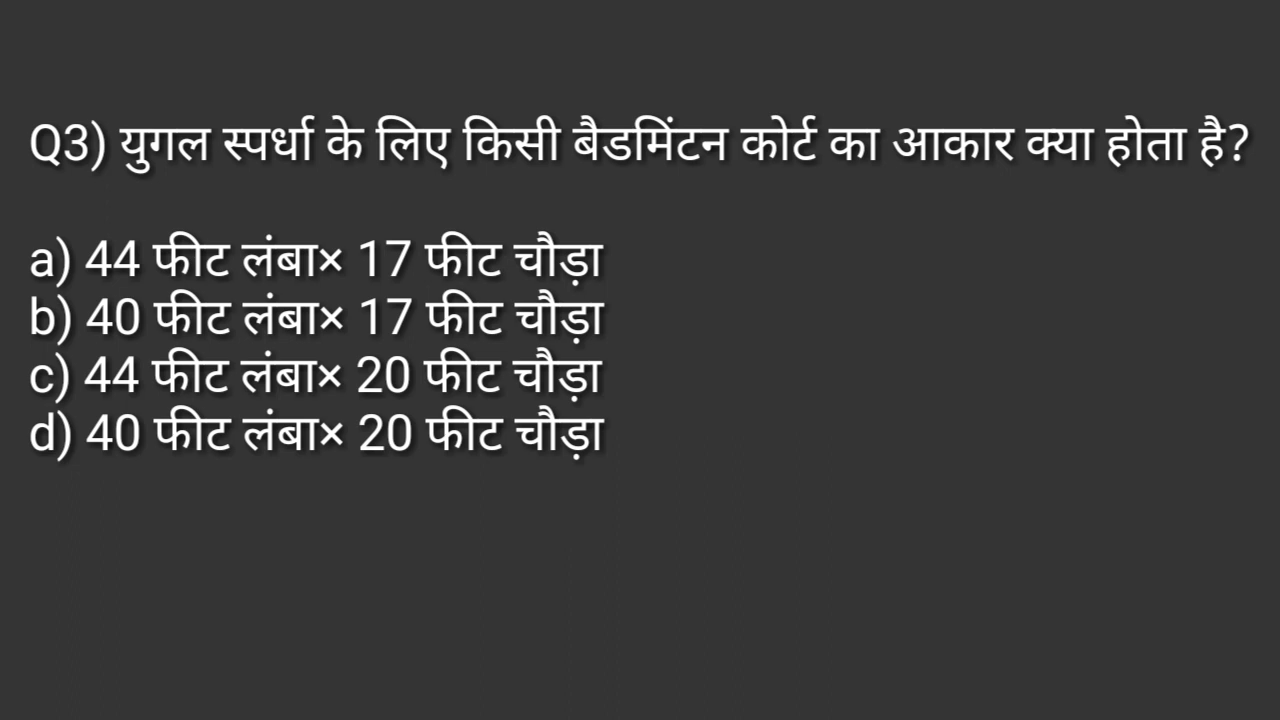 Q3) युगल स्पर्धा के लिए किसी बैडमिंटन कोर्ट का आकार क्या होता है?
a) 44 फीट लंबा× 17 फीट चौड़ा
b) 40 फीट लंबा× 17 फीट चौड़ा
c) 44 फीट लंबा× 20 फीट चौड़ा
d) 40 फीट लंबा× 20 फीट चौड़ा